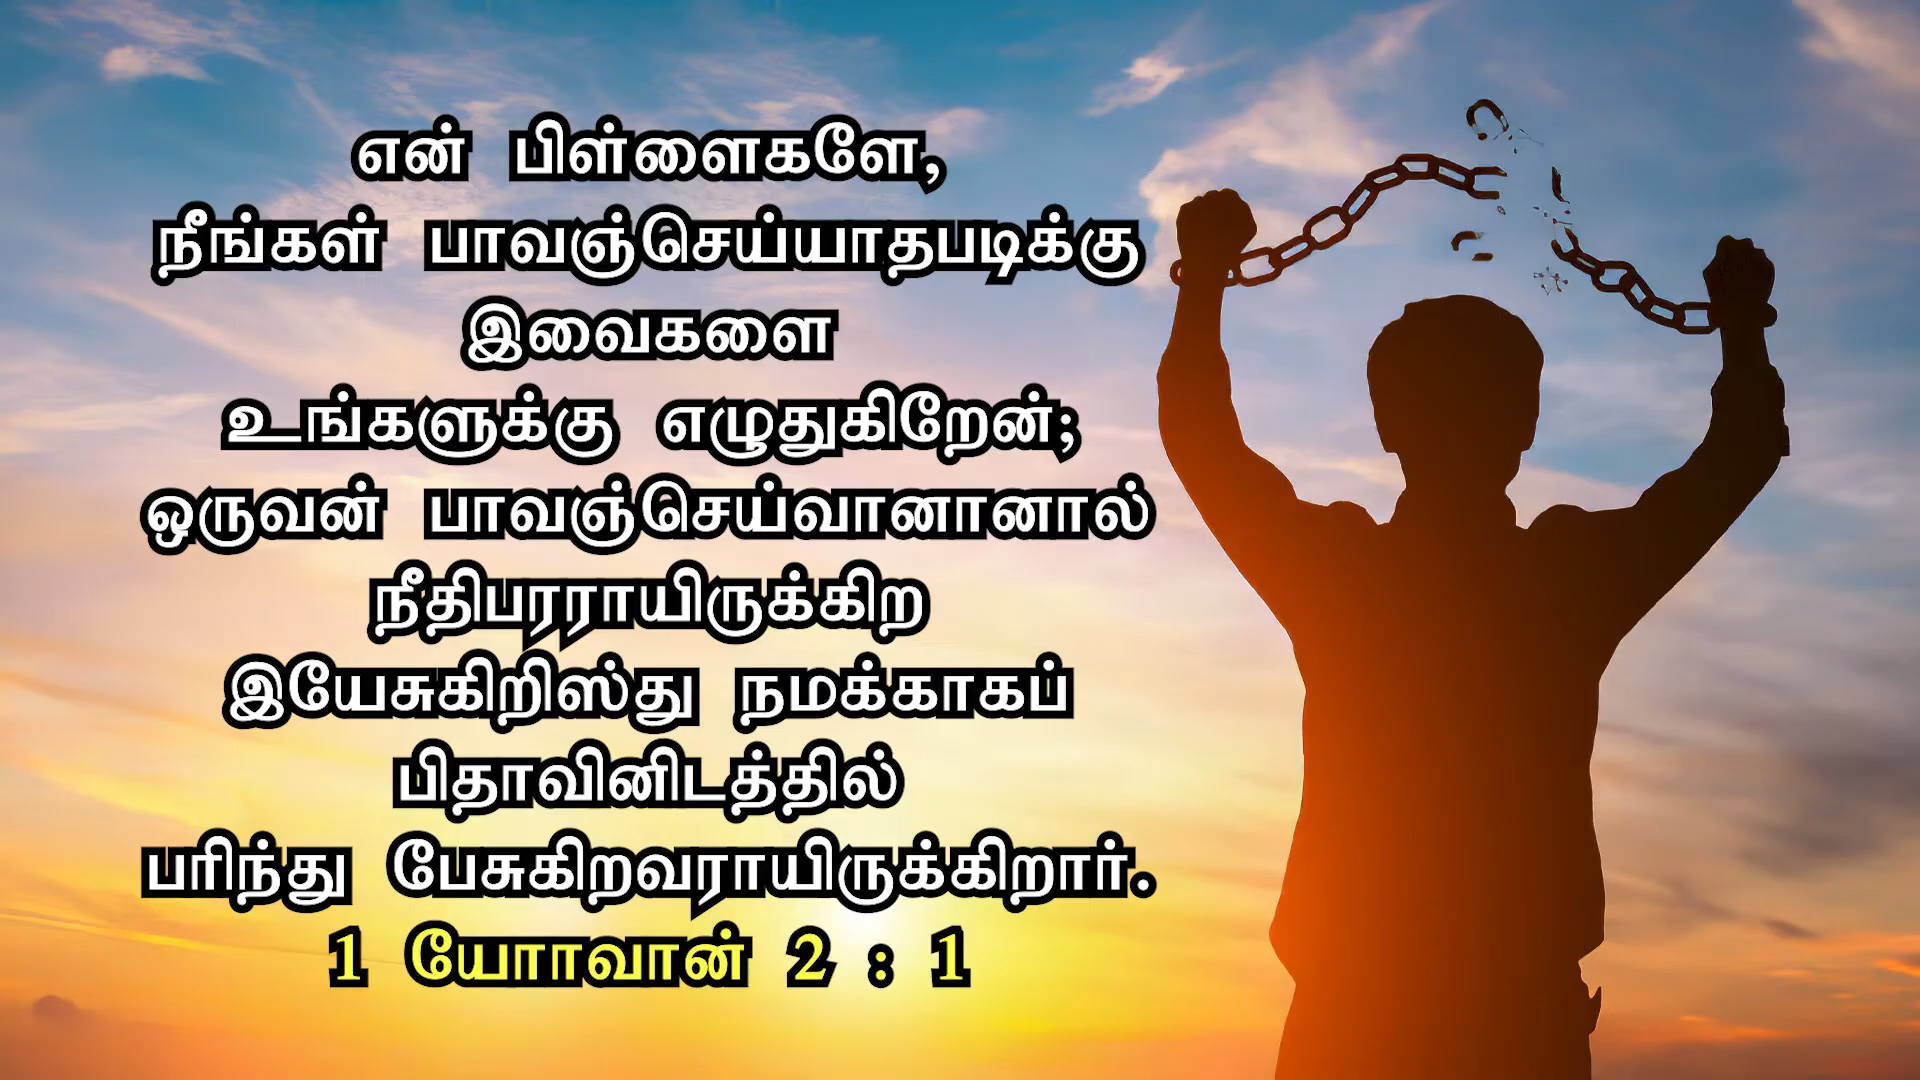 என் பிள்ளைகளே,
நீங்கள் பாவஞ்செய்யாதபடிக்கு
இவைகளை
உங்களுக்கு எழுதுகிறேன்;
ஒருவன் பாவஞ்செய்வானானால்
நீதிபரராயிருக்கிற
இயேசுகிறிஸ்து நமக்காகப்
பிதாவினிடத்தில்
பரிந்து பேசுகிறவராயிருக்கிறார்.
1 யோாவான் 2 : 1